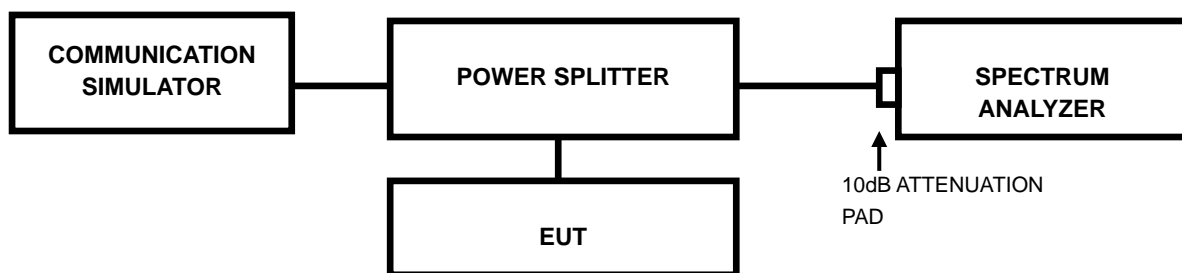 COMMUNICATION
SIMULATOR
POWER SPLITTER
SPECTRUM
ANALYZER
10dB ATTENUATION
PAD
EUT